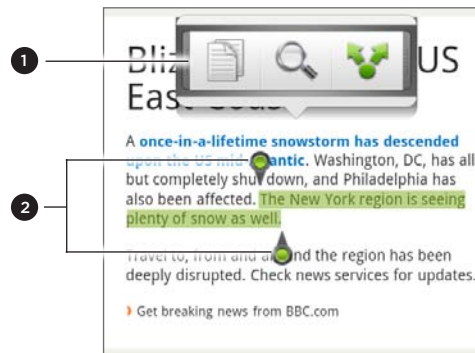 1
US
East
A once-in-a-lifetime snowstorm has descended
upon the US mid-Atlantic. Washington, DC, has all
but completely shut down, and Philadelphia has
also been affected. The New York region is seeing
2
plenty of snow as well.
Travel to, from and around the region has been
deeply disrupted. Check news services for updates.
Get breaking news from BBC.com